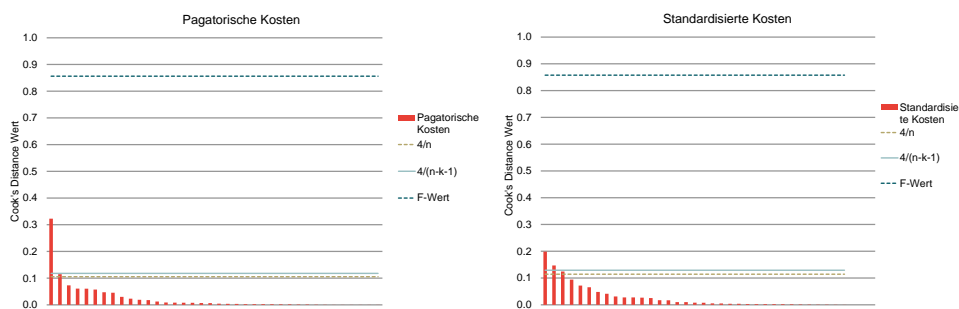 Pagatorische Kosten
1.0
0.9
0.8
0.7
0.6
0.5
0.4
0.3
0.2
0.1
0.0
Cook's Distance Wert
Pagatorische
Kosten
4/n
4/(n-k-1)
F-Wert
Standardisierte Kosten
1.0
0.9
0.8
0.7
0.6
0.5
0.4
0.3
0.2
0.1
0.0
Cook's Distance Wert
Standardisie
te Kosten
4/n
4/(n-k-1)
F-Wert